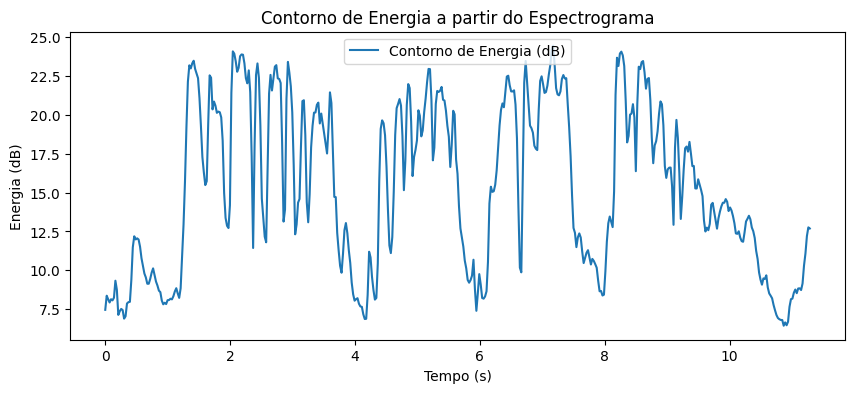 Contorno de Energia a partir do Espectrograma
Contorno de Energia (dB)
Energia (dB)
25.0
22.5
20.0
17.5
15.0
12.5
10.0
7.5
0 2 4 6 8 10
Tempo (s)